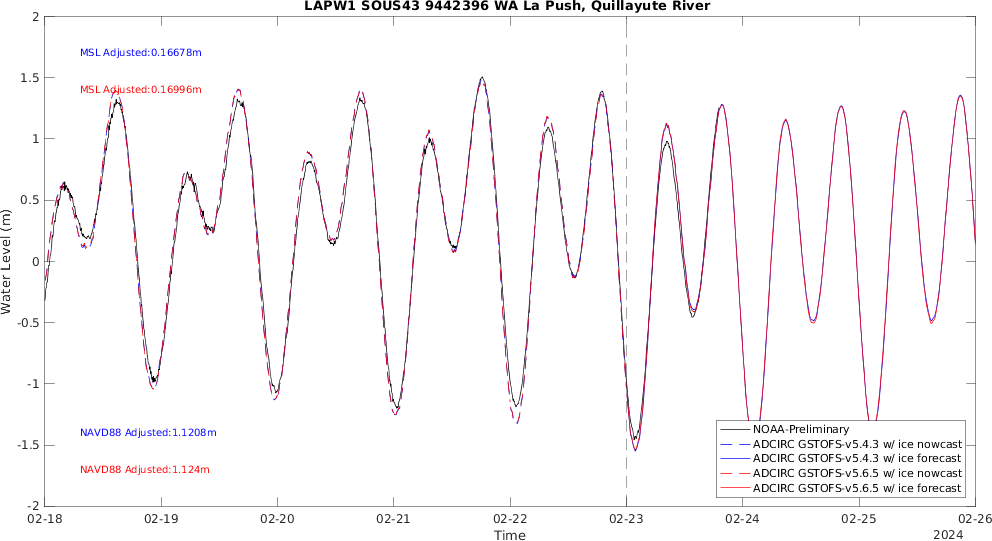 LAPW1 SOUS43 9442396 WA La Push, Quillayute River
2
1.5
1
0.5
0
-0.5
-1
-1.5
-2
Water Level (m)
MSL Adjusted:0.16678m
MSL Adjusted:0.16996m
NAVD88 Adjusted:1.1208m
NAVD88 Adjusted:1.124m
NOAA-Preliminary
ADCIRC GSTOFS-v5.4.3 w/ ice nowcast
ADCIRC GSTOFS-v5.4.3 w/ ice forecast
ADCIRC GSTOFS-v5.6.5 w/ ice nowcast
ADCIRC GSTOFS-v5.6.5 w/ ice forecast
02-18 02-19 02-20 02-21 02-22 02-23 02-24 02-25 02-26
Time
2024